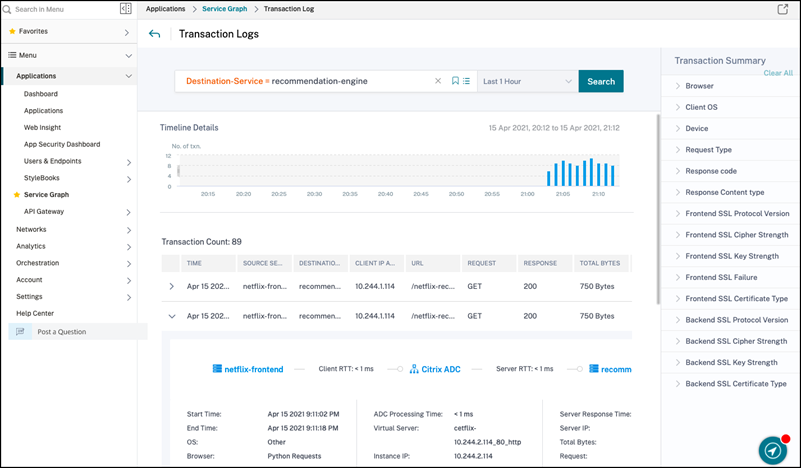 Search in Menu
Favorites
Menu
Applications
Dashboard
Applications
Web Insight
App Security Dashboard
Users & Endpoints
StyleBooks
Service Graph
API Gateway
Networks
Analytics
Orchestration
Account
Settings
Help Center
Post a Question
Applications > Service Graph > Transaction Log
Transaction Logs
Destination-Service = recommendation-engine
Last 1 Hour
Search
Timeline Details
15 Apr 2021, 20:12 to 15 Apr 2021, 21:12
No. of txn.
12
8
4
0
20:15 20:20 20:25 20:30 20:35 20:40 20:45 20:50 20:55 21:00 21:05 21:10
Transaction Count: 89
TIME SOURCE SE... DESTINATIO... CLIENT IP A... URL REQUEST RESPONSE TOTAL BYTES
Apr 15 202... netflix-fron... recommen... 10.244.1.114 /netflix-rec... GET 200 750 Bytes
Apr 15 202... netflix-fron... recommen... 10.244.1.114 /netflix-rec... GET 200 750 Bytes
netflix-frontend Client RTT: < 1 ms Citrix ADC Server RTT: < 1 ms recomm
Start Time: Apr 15 2021 9:11:02 PM
End Time: Apr 15 2021 9:11:18 PM
OS: Other
Browser: Python Requests
ADC Processing Time: < 1 ms
Virtual Server: cetflix-
10.244.2.114_80_http
Instance IP: 10.244.2.114
Server Response Time:
Server IP:
Total Bytes:
Request:
Transaction Summary
Clear All
Browser
Client OS
Device
Request Type
Response code
Response Content type
Frontend SSL Protocol Version
Frontend SSL Cipher Strength
Frontend SSL Key Strength
Frontend SSL Failure
Frontend SSL Certificate Type
Backend SSL Protocol Version
Backend SSL Cipher Strength
Backend SSL Key Strength
Backend SSL Certificate Type